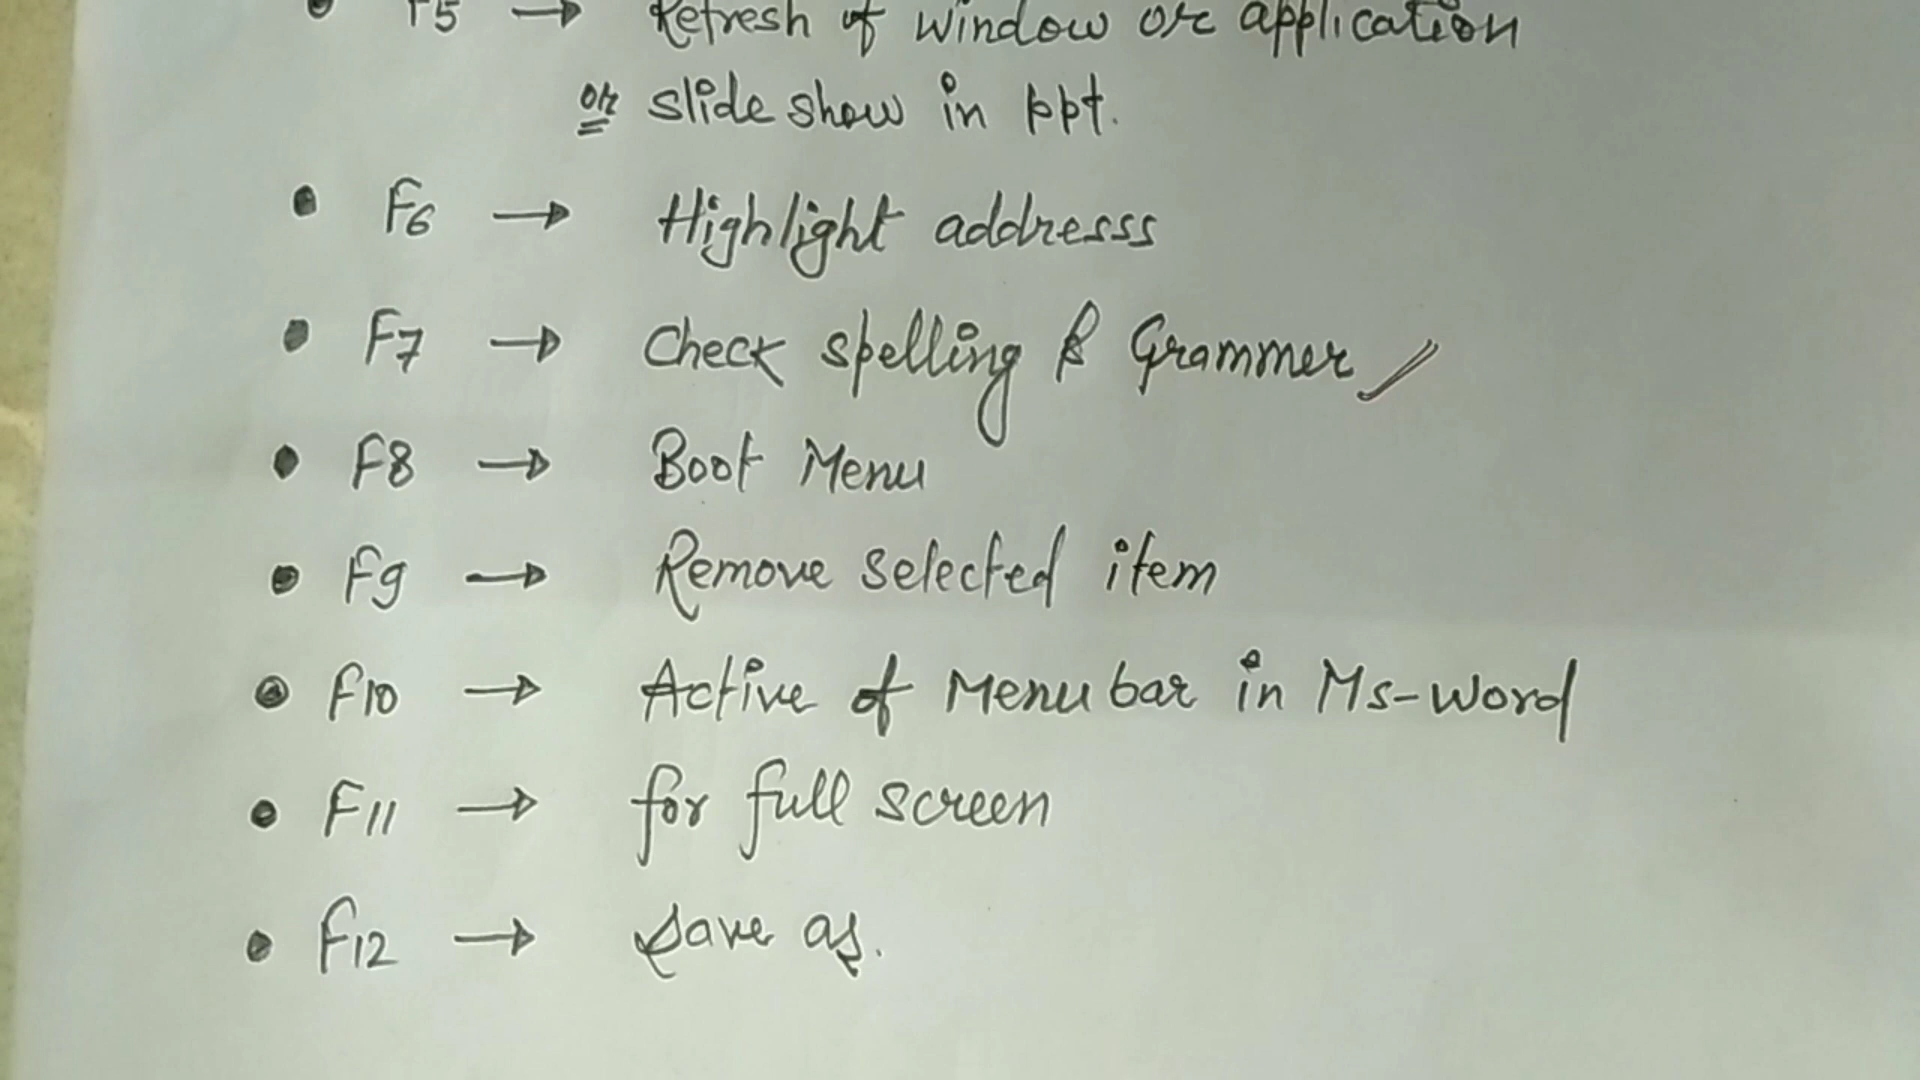 • F5 → Refresh of window or application
or slide show in ppt.
• F6 → Highlight addresss
• F7 → Check spelling & Grammer
• F8 → Boot Menu
• F9 → Remove selected item
• F10 → Active of Menu bar in Ms-Word
• F11 → for full screen
• F12 → Save as.